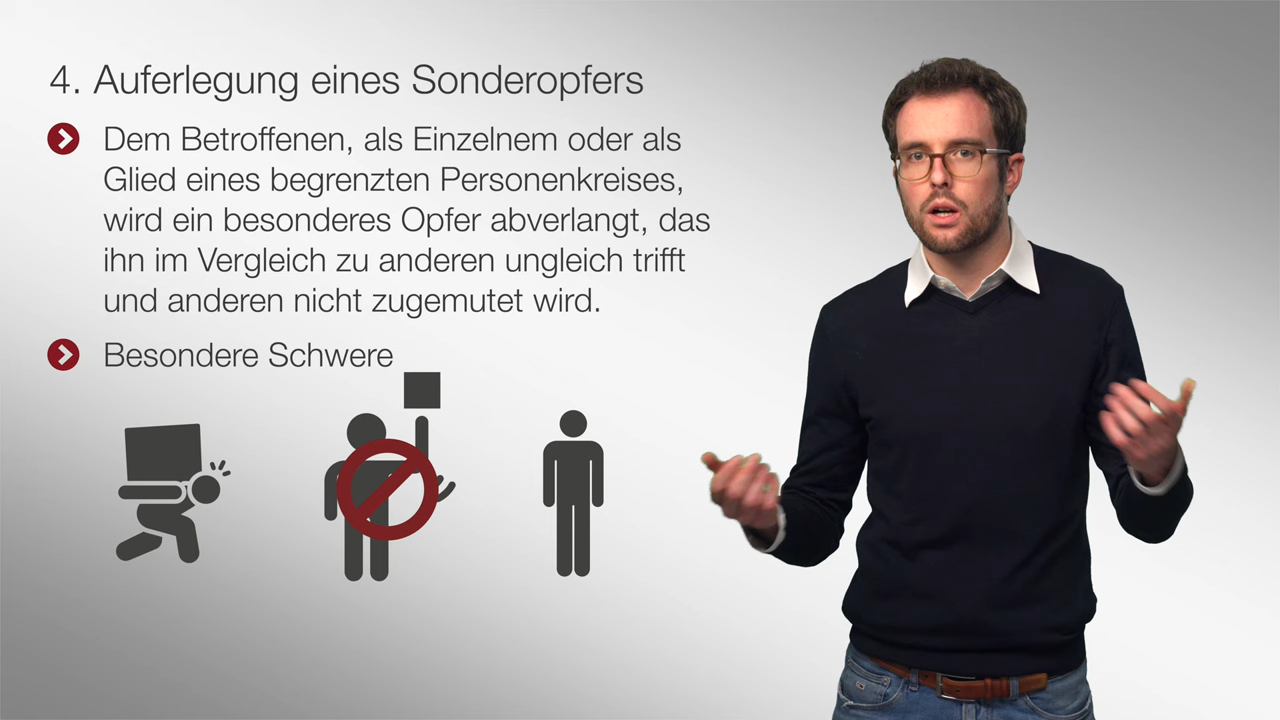 4. Auferlegung eines Sonderopfers
Dem Betroffenen, als Einzelnem oder als
Glied eines begrenzten Personenkreises,
wird ein besonderes Opfer abverlangt, das
ihn im Vergleich zu anderen ungleich trifft
und anderen nicht zugemutet wird.
Besondere Schwere